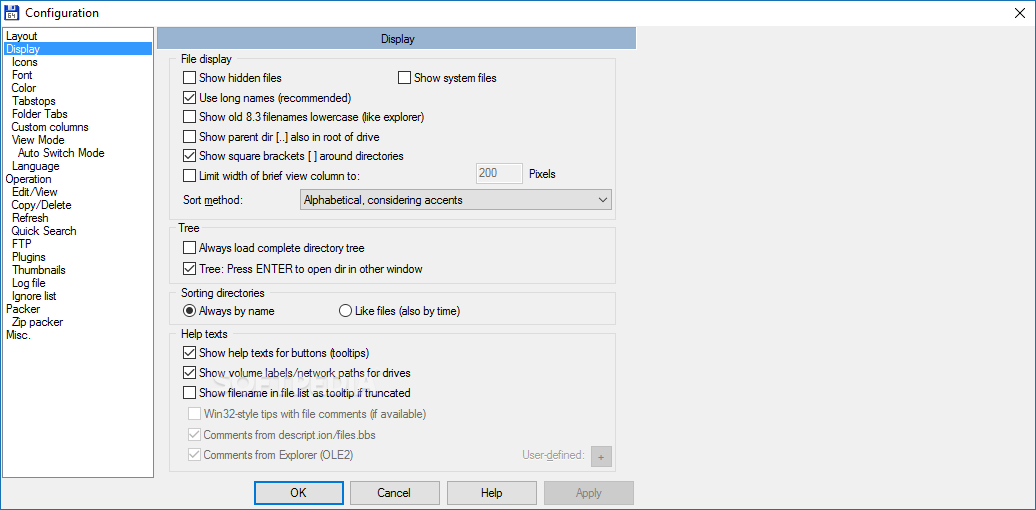 64
Configuration
Layout
Display
Icons
Font
Color
Tabstops
Folder Tabs
Custom columns
View Mode
Auto Switch Mode
Language
Operation
Edit/View
Copy/Delete
Refresh
Quick Search
FTP
Plugins
Thumbnails
Log file
Ignore list
Packer
Zip packer
Misc.
Display
File display
Show hidden files Show system files
Use long names (recommended)
Show old 8.3 filenames lowercase (like explorer)
Show parent dir [..] also in root of drive
Show square brackets [ ] around directories
Limit width of brief view column to: 200 Pixels
Sort method: Alphabetical, considering accents
Tree
Always load complete directory tree
Tree: Press ENTER to open dir in other window
Sorting directories
Always by name Like files (also by time)
Help texts
Show help texts for buttons (tooltips)
Show volume labels/network paths for drives
SOFTPEDIA
Show filename in file list as tooltip if truncated
Win32-style tips with file comments (if available)
Comments from descript.ion/files.bbs
Comments from Explorer (OLE2) User-defined: +
OK Cancel Help Apply